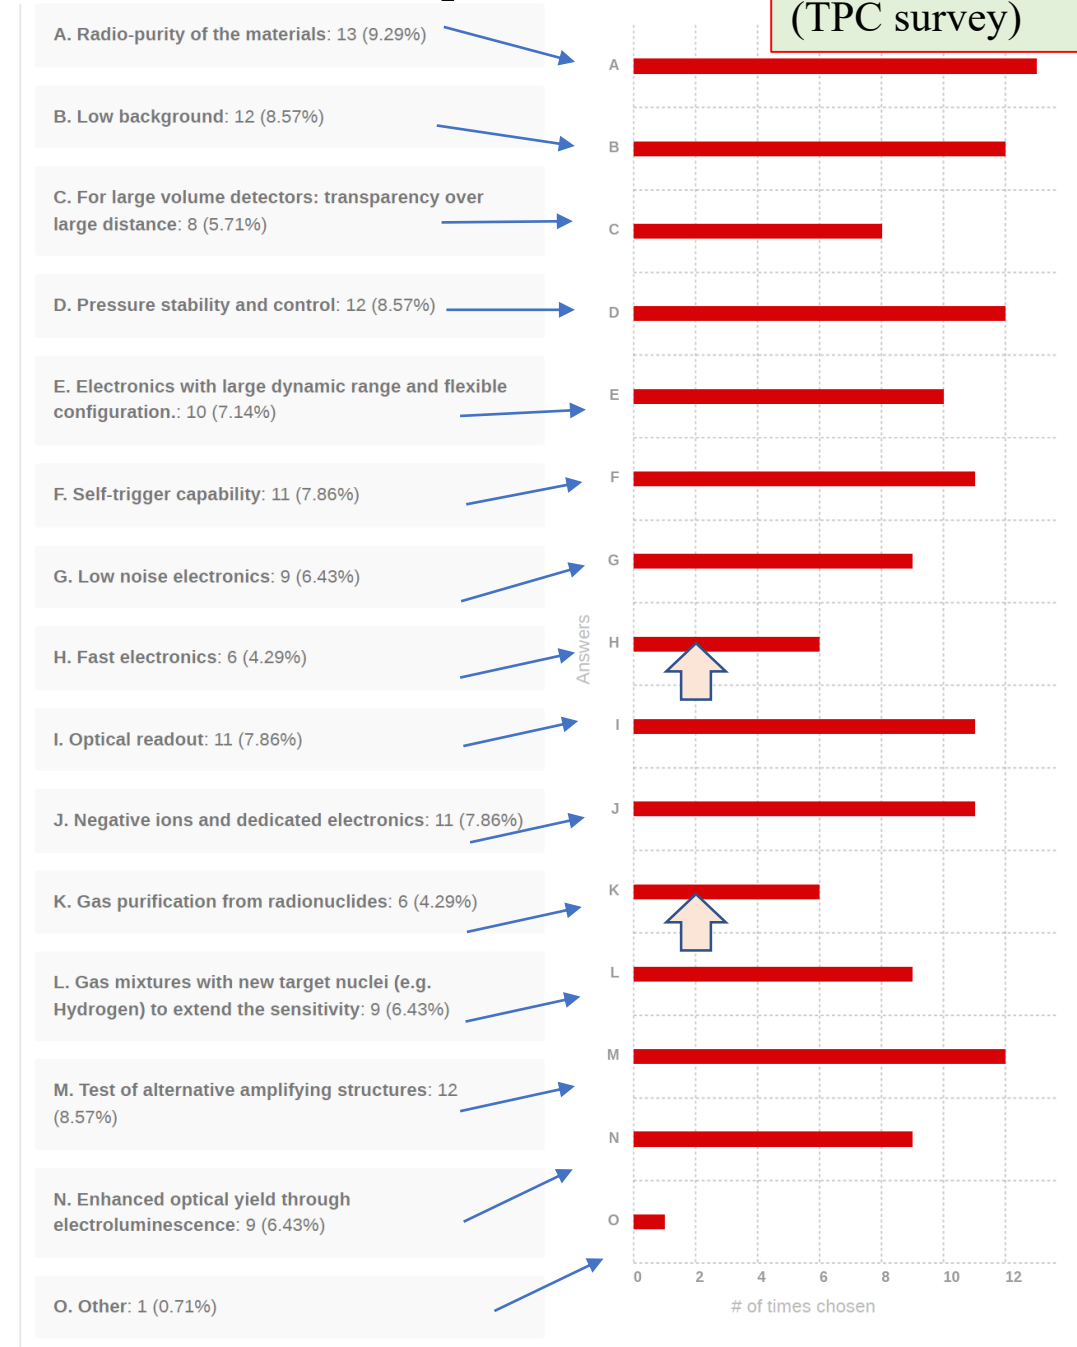 (TPC survey)
A. Radio-purity of the materials: 13 (9.29%)
B. Low background: 12 (8.57%)
C. For large volume detectors: transparency over
large distance: 8 (5.71%)
D. Pressure stability and control: 12 (8.57%)
E. Electronics with large dynamic range and flexible
configuration.: 10 (7.14%)
F. Self-trigger capability: 11 (7.86%)
G. Low noise electronics: 9 (6.43%)
H. Fast electronics: 6 (4.29%)
I. Optical readout: 11 (7.86%)
J. Negative ions and dedicated electronics: 11 (7.86%)
K. Gas purification from radionuclides: 6 (4.29%)
L. Gas mixtures with new target nuclei (e.g.
Hydrogen) to extend the sensitivity: 9 (6.43%)
M. Test of alternative amplifying structures: 12
(8.57%)
N. Enhanced optical yield through
electroluminescence: 9 (6.43%)
O. Other: 1 (0.71%)
Answers
A
B
C
D
E
F
G
H
I
J
K
L
M
N
O
0 2 4 6 8 10 12
# of times chosen